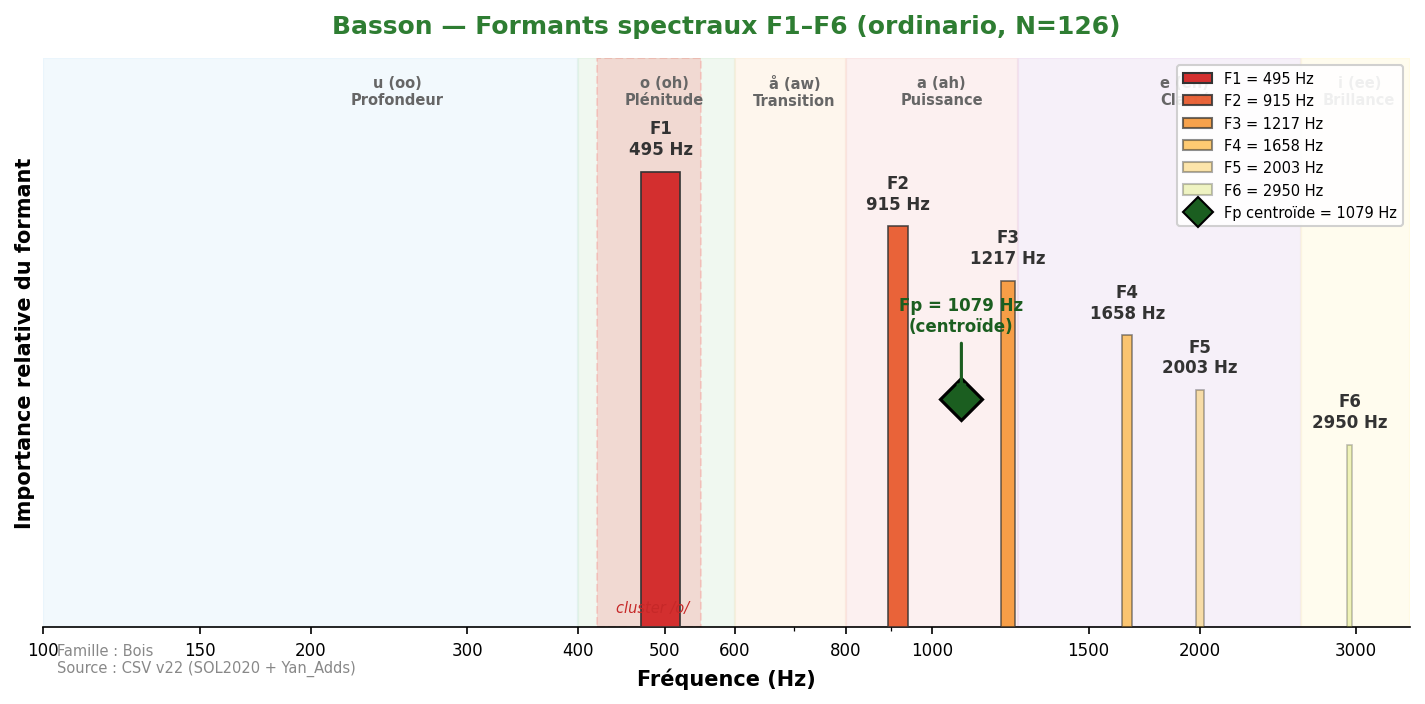 Basson — Formants spectraux F1–F6 (ordinario, N=126)
u (oo)
Profondeur
o (oh)
Plénitude
å (aw)
Transition
a (ah)
Puissance
e
Cl
i (ee)
Brillance
F1 = 495 Hz
F2 = 915 Hz
F3 = 1217 Hz
F4 = 1658 Hz
F5 = 2003 Hz
F6 = 2950 Hz
Fp centroïde = 1079 Hz
F1
495 Hz
F2
915 Hz
F3
1217 Hz
Fp = 1079 Hz
(centroïde)
F4
1658 Hz
F5
2003 Hz
F6
2950 Hz
cluster /o/
Importance relative du formant
100 150 200 300 400 500 600 800 1000 1500 2000 3000
Famille : Bois
Source : CSV v22 (SOL2020 + Yan_Adds)
Fréquence (Hz)